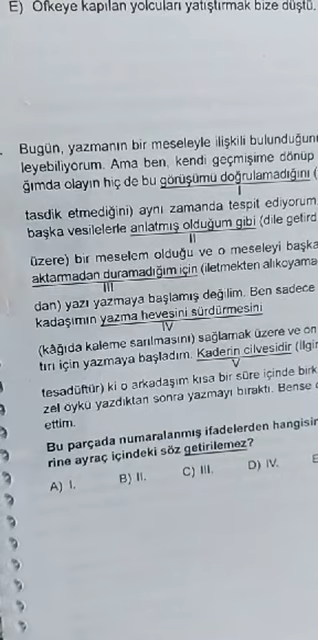 E) Öfkeye kapılan yolcuları yatıştırmak bize düştü.
Bugün, yazmanın bir meseleyle ilişkili bulunduğunu
leyebiliyorum. Ama ben, kendi geçmişime dönüp
ğımda olayın hiç de bu görüşümü doğrulamadığını (
I
tasdik etmediğini) aynı zamanda tespit ediyorum.
başka vesilelerle anlatmış olduğum gibi (dile getird
II
üzere) bir meselem olduğu ve o meseleyi başka
aktarmadan duramadığım için (iletmekten alıkoyama
III
dan) yazı yazmaya başlamış değilim. Ben sadece
kadaşımın yazma hevesini sürdürmesini
IV
(kâğıda kaleme sarılmasını) sağlamak üzere ve on
tırı için yazmaya başladım. Kaderin cilvesidir (ilgin
V
tesadüftür) ki o arkadaşım kısa bir süre içinde birk
zel öykü yazdıktan sonra yazmayı bıraktı. Bense
ettim.
Bu parçada numaralanmış ifadelerden hangisin
rine ayraç içindeki söz getirilemez?
A) I. B) II. C) III. D) IV. E